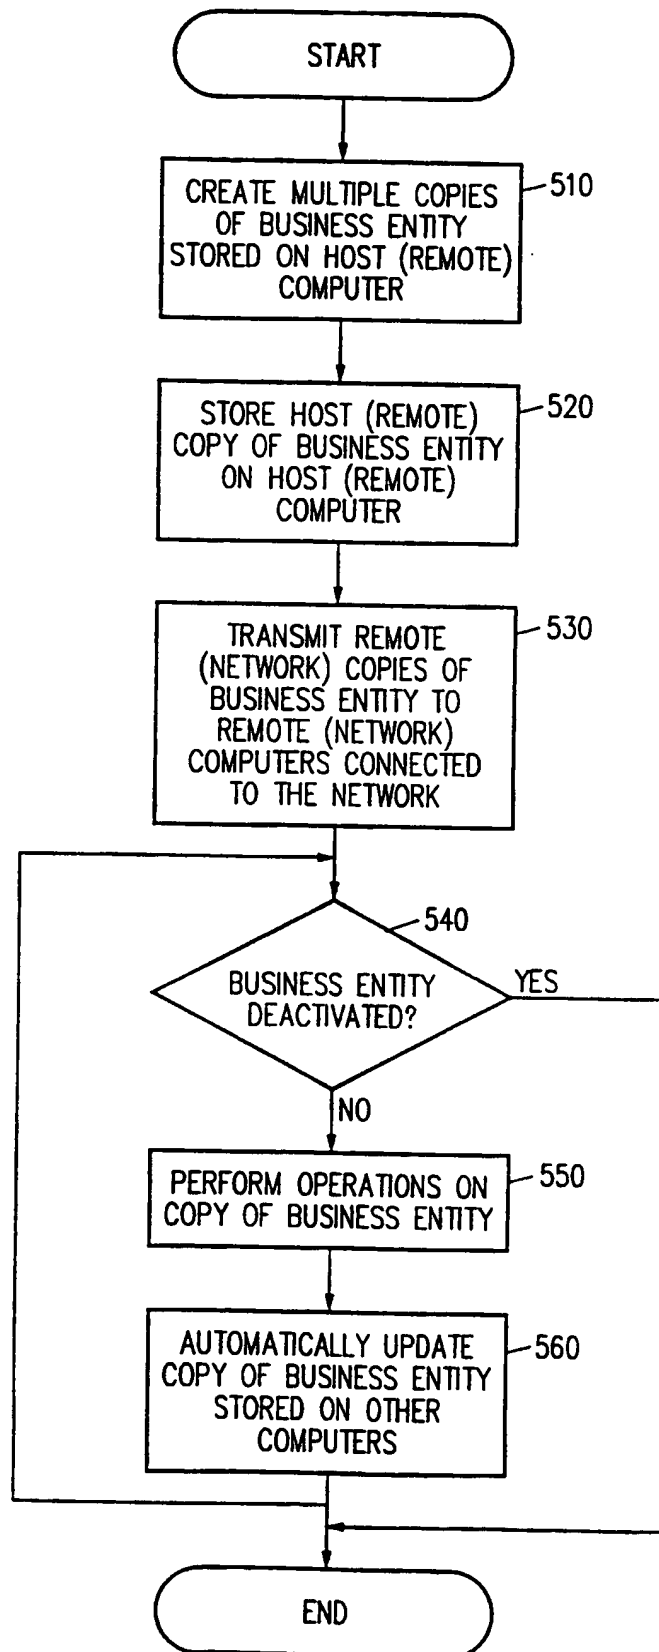 START
CREATE MULTIPLE COPIES
OF BUSINESS ENTITY
STORED ON HOST (REMOTE)
COMPUTER
510
STORE HOST (REMOTE)
COPY OF BUSINESS ENTITY
ON HOST (REMOTE)
COMPUTER
520
TRANSMIT REMOTE
(NETWORK) COPIES OF
BUSINESS ENTITY TO
REMOTE (NETWORK)
COMPUTERS CONNECTED
TO THE NETWORK
530
540
BUSINESS ENTITY
DEACTIVATED?
YES
NO
PERFORM OPERATIONS ON
COPY OF BUSINESS ENTITY
550
AUTOMATICALLY UPDATE
COPY OF BUSINESS ENTITY
STORED ON OTHER
COMPUTERS
560
END